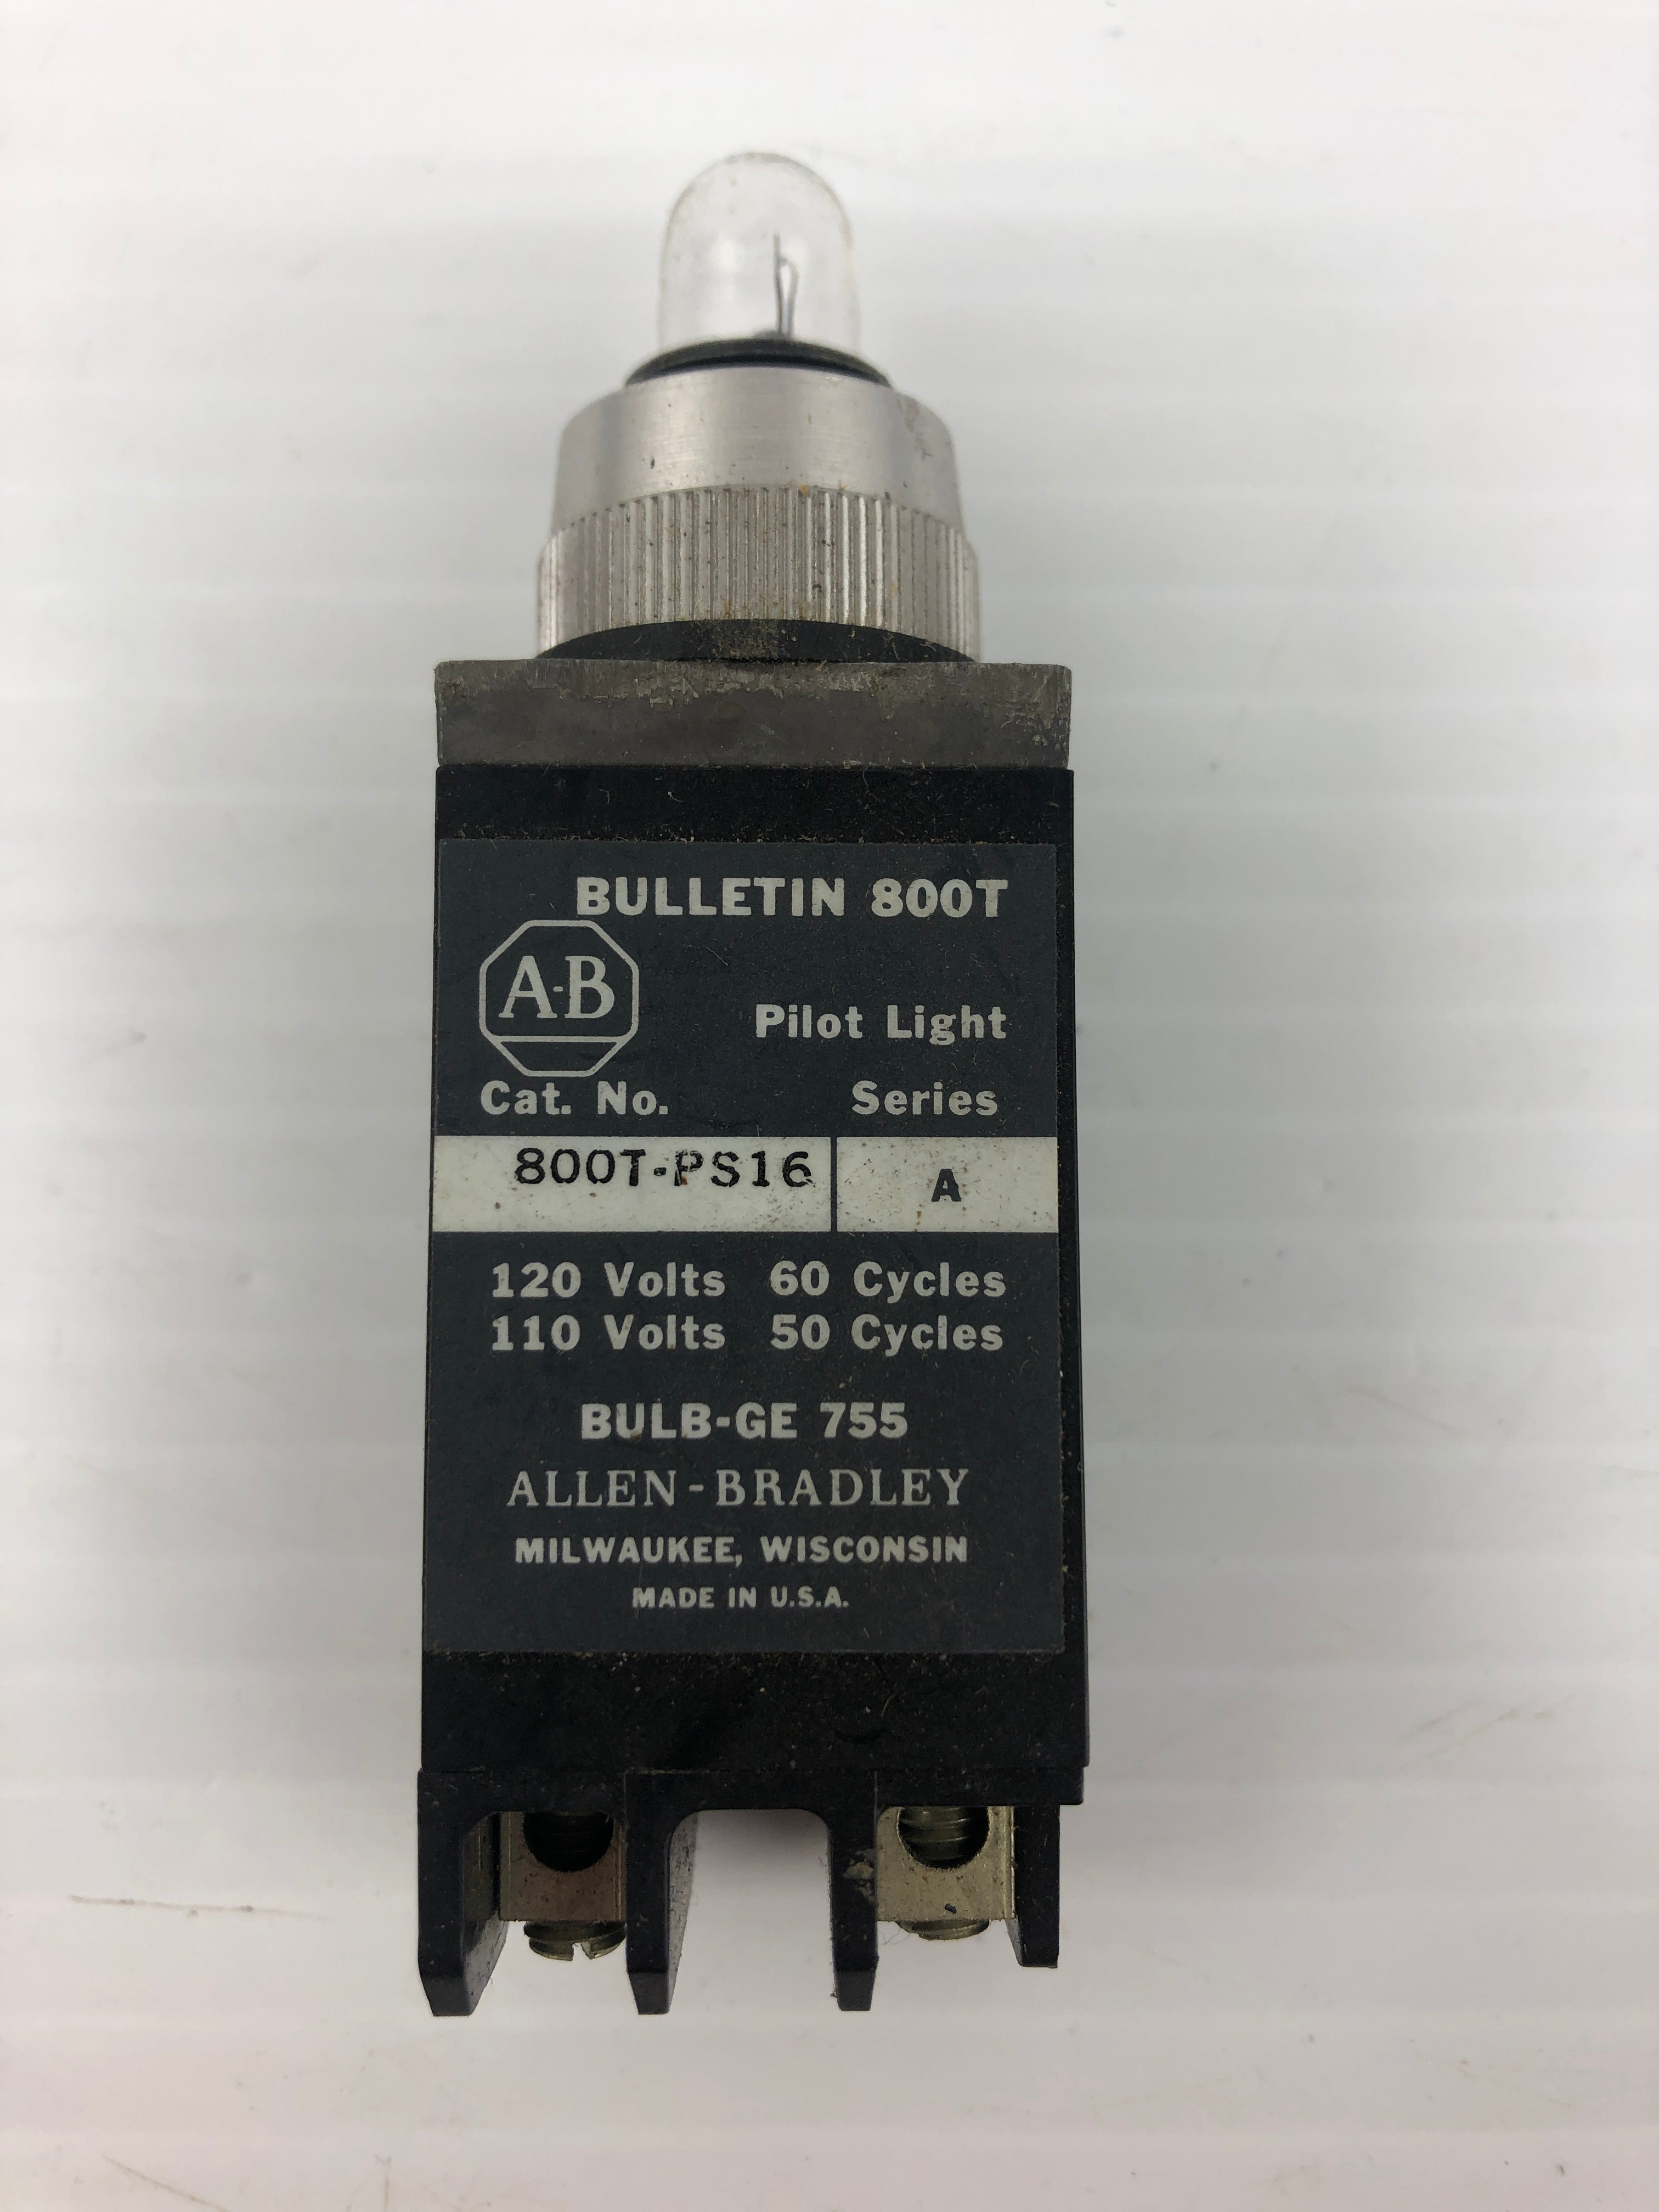 BULLETIN 800T
A-B
Pilot Light
Cat. No. Series
800T-PS16 A
120 Volts 60 Cycles
110 Volts 50 Cycles
BULB-GE 755
ALLEN-BRADLEY
MILWAUKEE, WISCONSIN
MADE IN U.S.A.